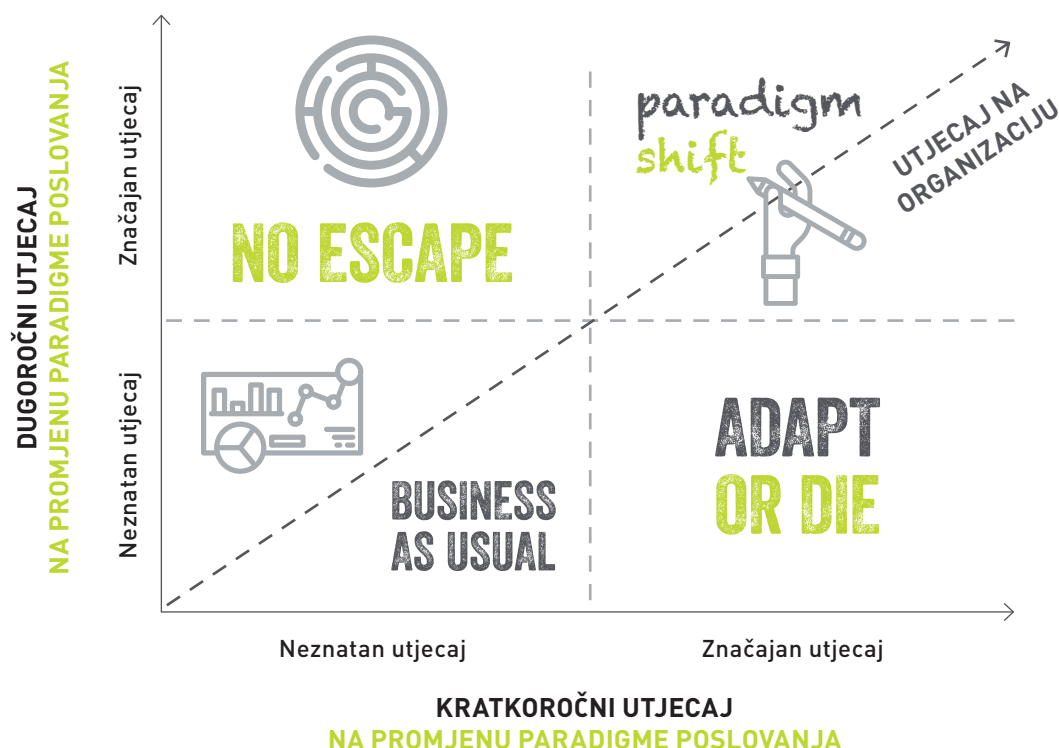 DUGOROČNI UTJECAJ
NA PROMJENU PARADIGME POSLOVANJA
Značajan utjecaj
Neznatan utjecaj
NO ESCAPE
paradigm
shift
UTJECAJ NA
ORGANIZACIJU
BUSINESS
AS USUAL
ADAPT
OR DIE
Neznatan utjecaj
Značajan utjecaj
KRATKOROČNI UTJECAJ
NA PROMJENU PARADIGME POSLOVANJA